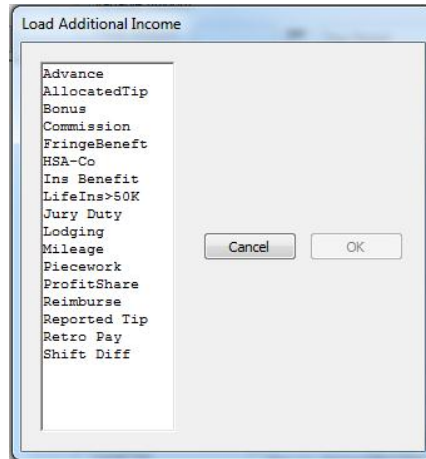 Load Additional Income
Advance
AllocatedTip
Bonus
Commission
FringeBeneft
HSA-Co
Ins Benefit
LifeIns>50K
Jury Duty
Lodging
Mileage
Cancel
OK
Piecework
ProfitShare
Reimburse
Reported Tip
Retro Pay
Shift Diff